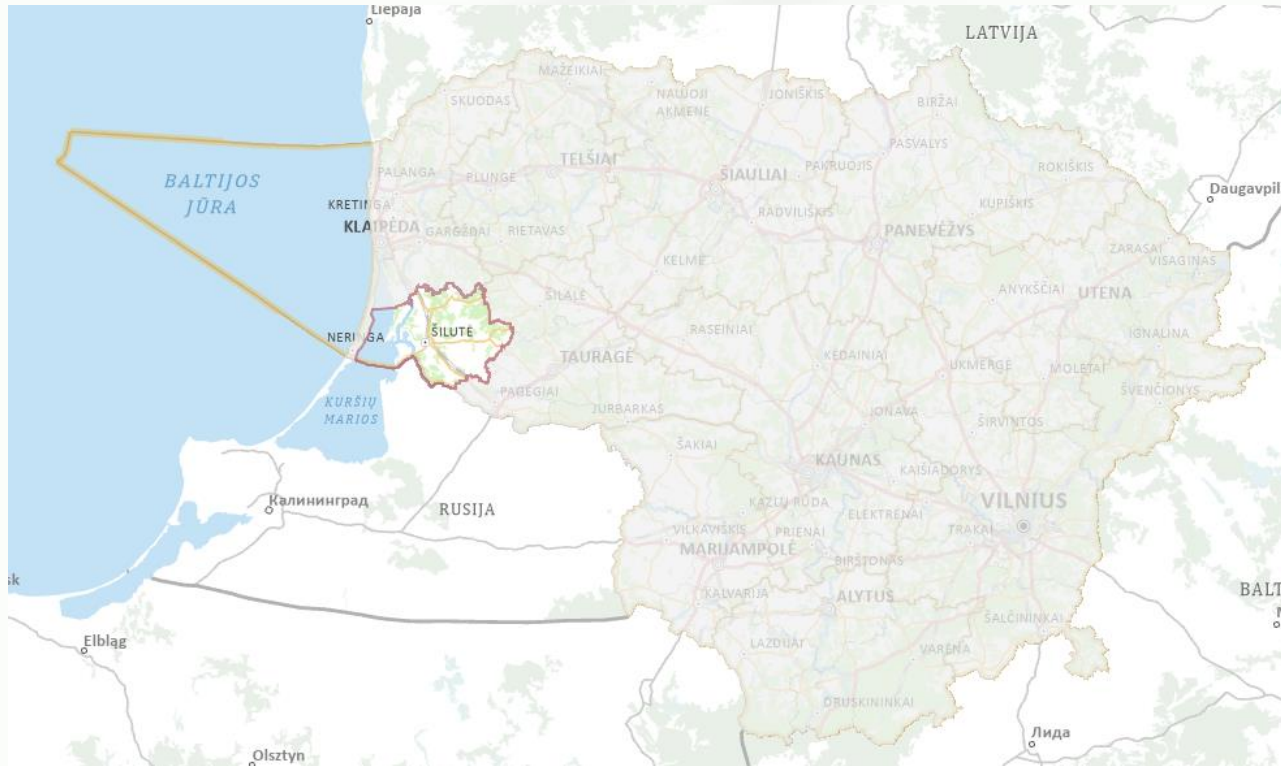 Liepaja
LATVIJA
MAŽEIKIAI
SKUODAS
NAUJOJI
AKMENĖ
JONIŠKIS
BIRŽAI
PASVALYS
ROKIŠKIS
BALTIJOS
JŪRA
PALANGA
TELŠIAI
PLUNGĖ
ŠIAULIAI
PAKRUOJIS
Daugavpil
KRETINGA
KUPIŠKIS
KLAIPĖDA
GARGŽDAI
RIETAVAS
RADVILIŠKIS
PANEVĖŽYS
ZARASAI
VISAGINAS
KELMĖ
ANYKŠČIAI
UTENA
ŠILALĖ
NERINGA
ŠILUTĖ
RASEINIAI
IGNALINA
TAURAGĖ
KĖDAINIAI
UKMERGĖ
MOLĖTAI
PAGĖGIAI
ŠVENČIONYS
KURŠIŲ
MARIOS
JURBARKAS
JONAVA
ŠIRVINTOS
ŠAKIAI
KAUNAS
KAIŠIADORYS
Калининград
RUSIJA
KAZLŲ RŪDA
ELEKTRĖNAI
VILNIUS
VILKAVIŠKIS
PRIENAI
TRAKAI
MARIJAMPOLĖ
BIRŠTONAS
sk
KALVARIJA
ALYTUS
BALT
ŠALČININKAI
Elbląg
LAZDIJAI
VARĖNA
DRUSKININKAI
Лида
Olsztyn